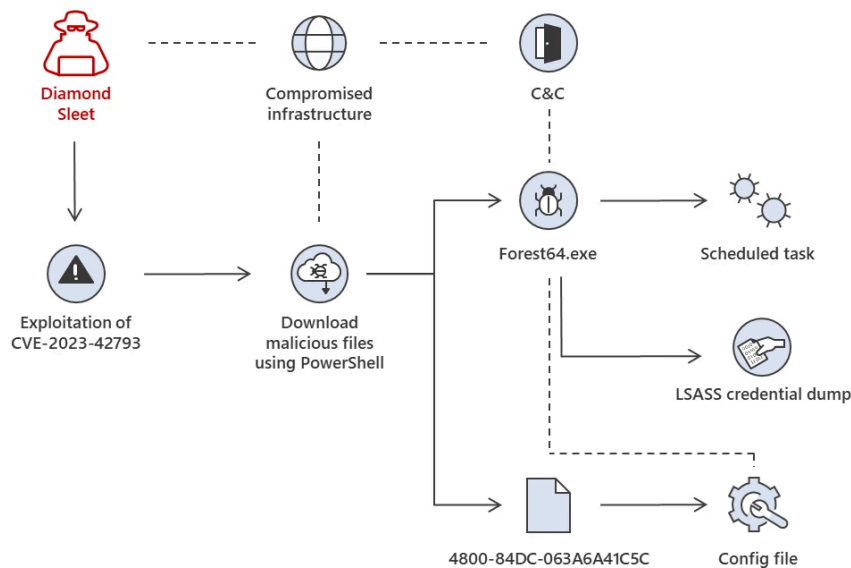 Diamond
Sleet
Compromised
infrastructure
C&C
Exploitation of
CVE-2023-42793
Download
malicious files
using PowerShell
Forest64.exe
Scheduled task
LSASS credential dump
4800-84DC-063A6A41C5C
Config file